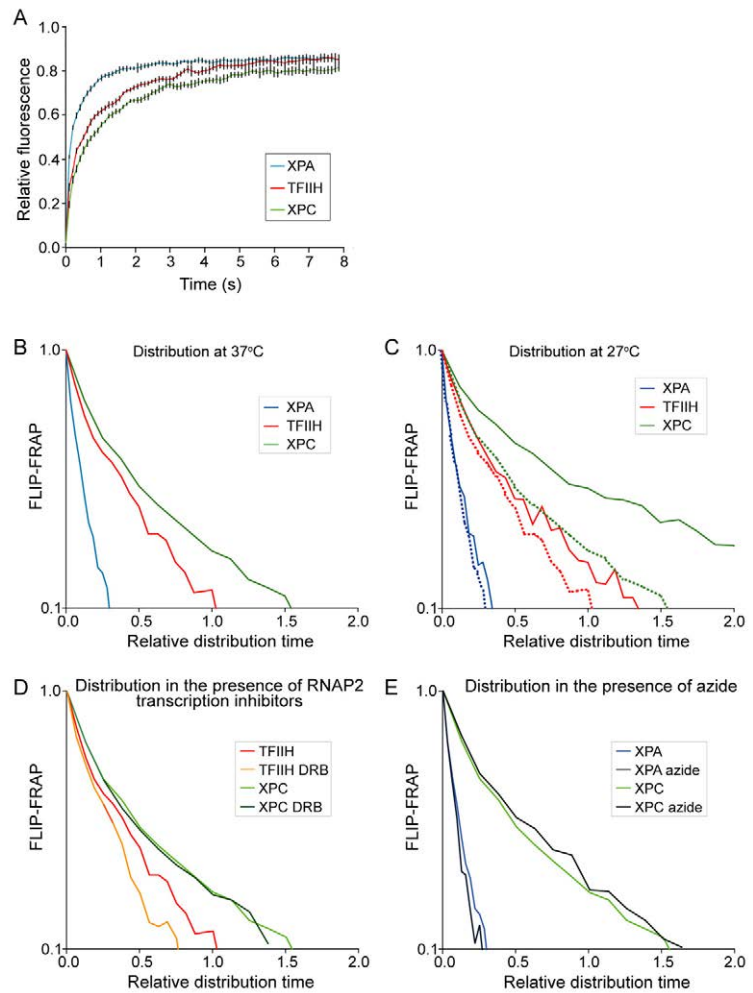 A
Relative fluorescence
1.0
0.8
0.6
0.4
0.2
0.0
XPA
TFIIH
XPC
0 1 2 3 4 5 6 7 8
Time (s)
B
Distribution at 37°C
1.0
FLIP-FRAP
0.1
XPA
TFIIH
XPC
0.0 0.5 1.0 1.5 2.0
Relative distribution time
C
Distribution at 27°C
1.0
FLIP-FRAP
0.1
XPA
TFIIH
XPC
0.0 0.5 1.0 1.5 2.0
Relative distribution time
D
Distribution in the presence of RNAP2
transcription inhibitors
1.0
FLIP-FRAP
0.1
TFIIH
TFIIH DRB
XPC
XPC DRB
0.0 0.5 1.0 1.5 2.0
Relative distribution time
E
Distribution in the presence of azide
1.0
FLIP-FRAP
0.1
XPA
XPA azide
XPC
XPC azide
0.0 0.5 1.0 1.5 2.0
Relative distribution time